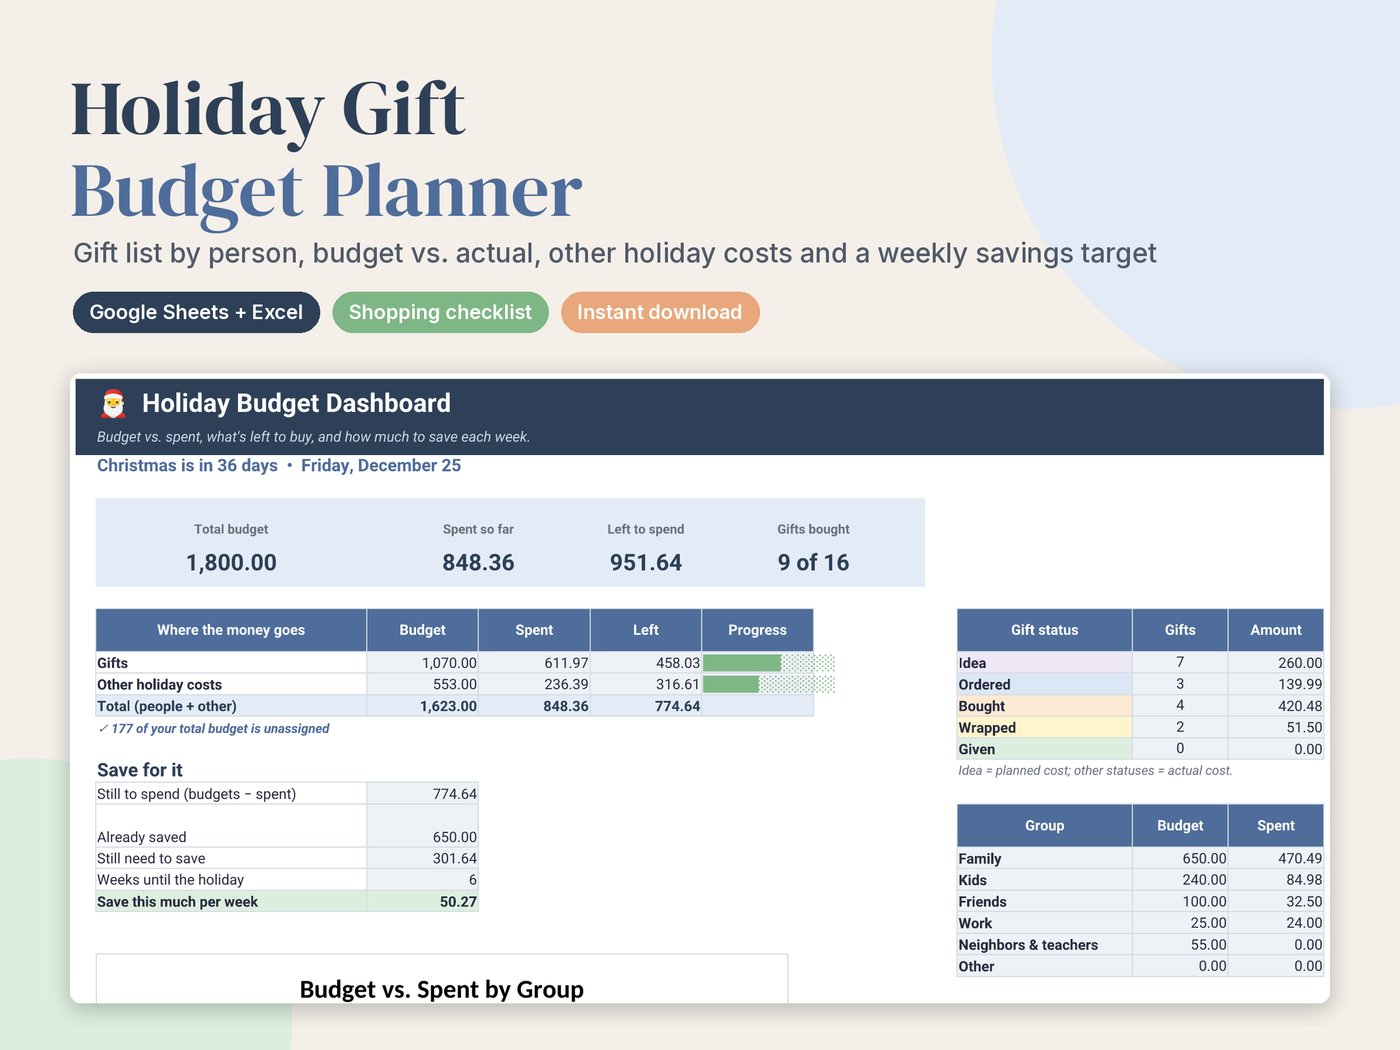 Holiday Gift
Budget Planner
Gift list by person, budget vs. actual, other holiday costs and a weekly savings target
Google Sheets + Excel
Shopping checklist
Instant download
Holiday Budget Dashboard
Budget vs. spent, what's left to buy, and how much to save each week.
Christmas is in 36 days • Friday, December 25
Total budget Spent so far Left to spend Gifts bought
1,800.00 848.36 951.64 9 of 16
Where the money goes Budget Spent Left Progress
Gifts 1,070.00 611.97 458.03
Other holiday costs 553.00 236.39 316.61
Total (people + other) 1,623.00 848.36 774.64
✓ 177 of your total budget is unassigned
Save for it
Still to spend (budgets − spent) 774.64
Already saved 650.00
Still need to save 301.64
Weeks until the holiday 6
Save this much per week 50.27
Budget vs. Spent by Group
Gift status Gifts Amount
Idea 7 260.00
Ordered 3 139.99
Bought 4 420.48
Wrapped 2 51.50
Given 0 0.00
Idea = planned cost; other statuses = actual cost.
Group Budget Spent
Family 650.00 470.49
Kids 240.00 84.98
Friends 100.00 32.50
Work 25.00 24.00
Neighbors & teachers 55.00 0.00
Other 0.00 0.00